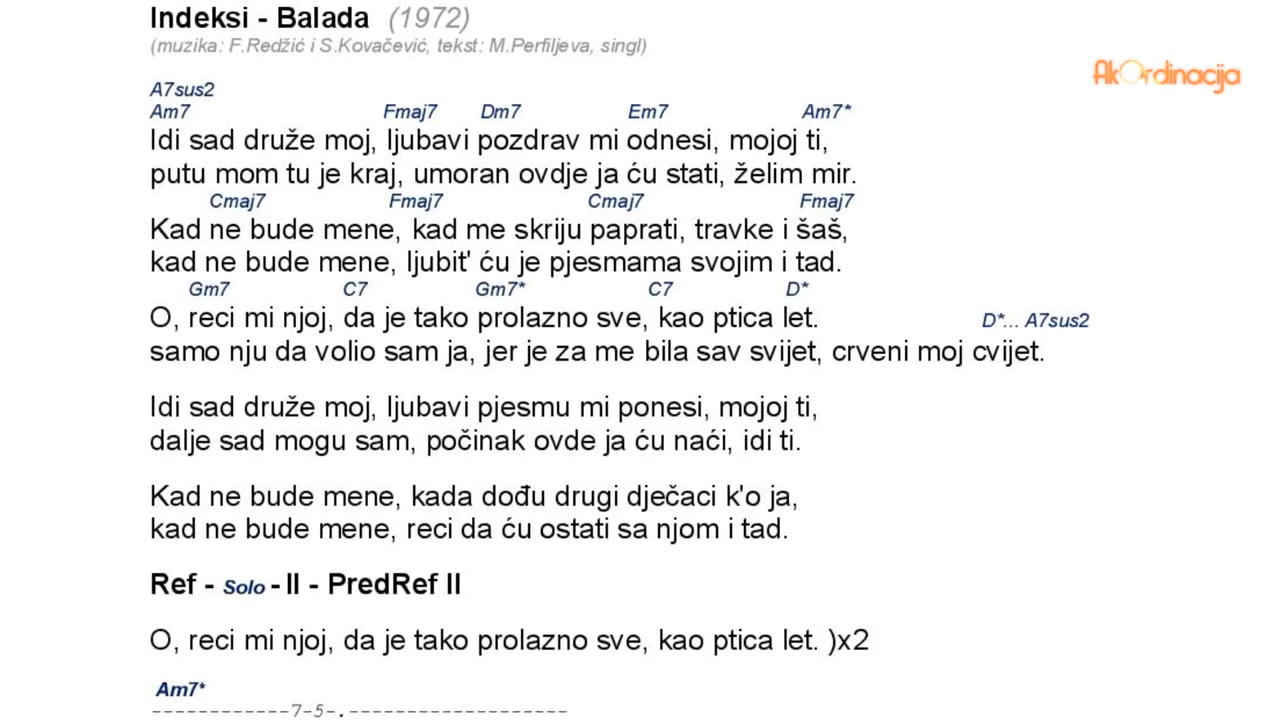 Indeksi - Balada (1972)
(muzika: F.Redžić i S.Kovačević, tekst: M.Perfiljeva, singl)
AkOrdinacija
A7sus2
Am7 Fmaj7 Dm7 Em7 Am7*
Idi sad druže moj, ljubavi pozdrav mi odnesi, mojoj ti,
putu mom tu je kraj, umoran ovdje ja ću stati, želim mir.
Cmaj7 Fmaj7 Cmaj7 Fmaj7
Kad ne bude mene, kad me skriju paprati, travke i šaš,
kad ne bude mene, ljubit' ću je pjesmama svojim i tad.
Gm7 C7 Gm7* C7 D*
O, reci mi njoj, da je tako prolazno sve, kao ptica let.
D*... A7sus2
samo nju da volio sam ja, jer je za me bila sav svijet, crveni moj cvijet.
Idi sad druže moj, ljubavi pjesmu mi ponesi, mojoj ti,
dalje sad mogu sam, počinak ovde ja ću naći, idi ti.
Kad ne bude mene, kada dođu drugi dječaci k'o ja,
kad ne bude mene, reci da ću ostati sa njom i tad.
Ref - Solo - II - PredRef II
O, reci mi njoj, da je tako prolazno sve, kao ptica let. )x2
Am7*
------------7-5-.-------------------